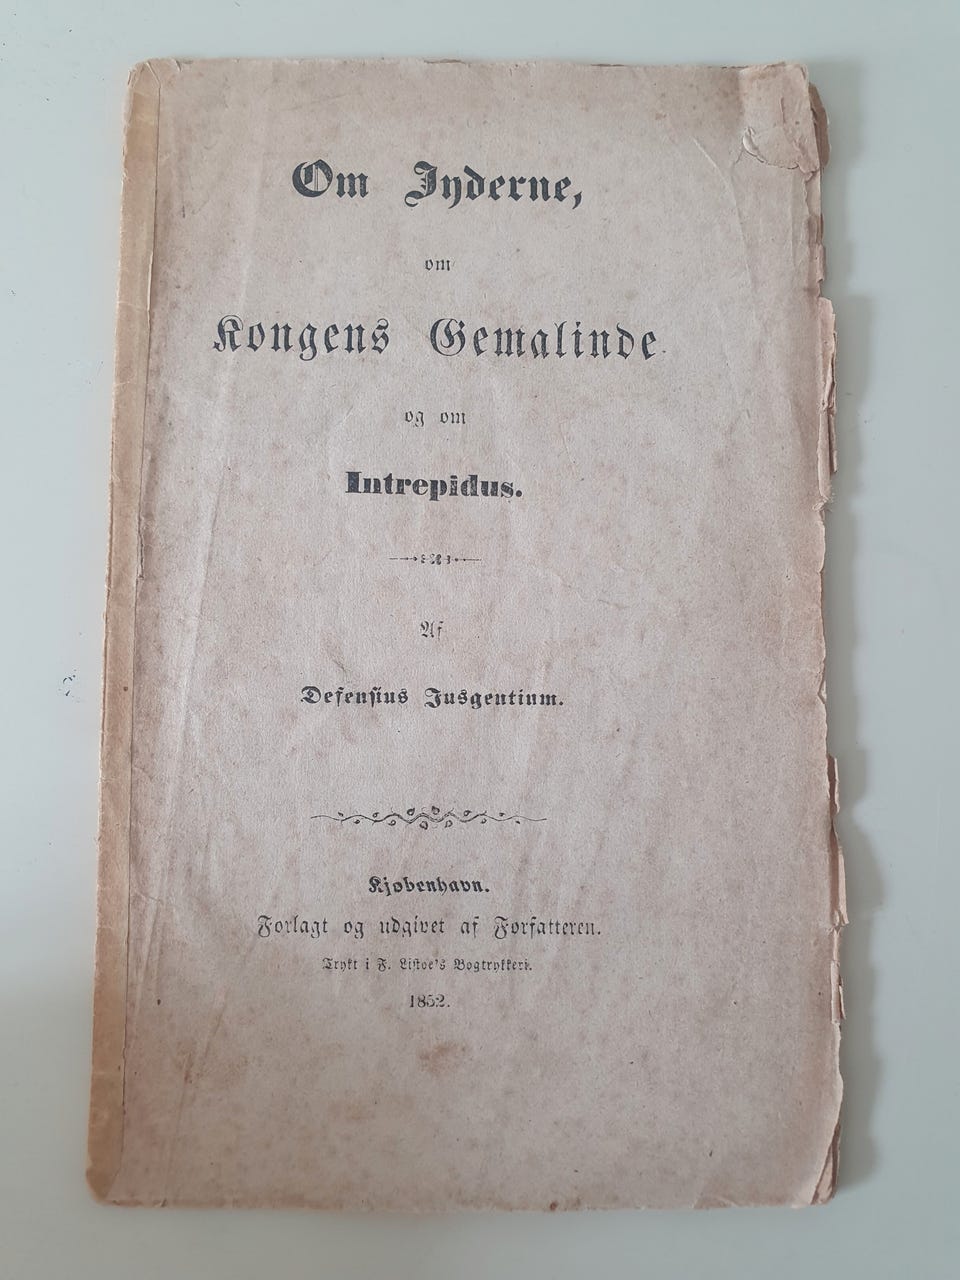 Om Jyderne,
om
Kongens Gemalinde
og om
Intrepidus.
Af
Defensius Jusgentium.
Kjøbenhavn.
Forlagt og udgivet af Forfatteren.
Trykt i F. Listoe's Bogtrykkeri.
1852.